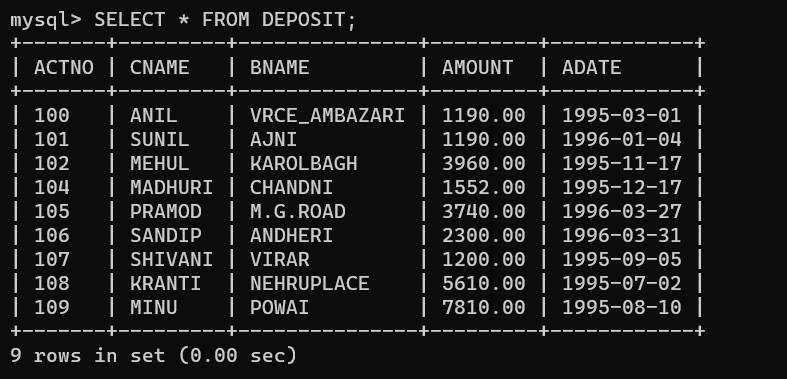 mysql> SELECT * FROM DEPOSIT;
+-------+---------+---------------+---------+------------+
| ACTNO | CNAME   | BNAME         | AMOUNT  | ADATE      |
+-------+---------+---------------+---------+------------+
| 100   | ANIL    | VRCE_AMBAZARI | 1190.00 | 1995-03-01 |
| 101   | SUNIL   | AJNI          | 1190.00 | 1996-01-04 |
| 102   | MEHUL   | KAROLBAGH     | 3960.00 | 1995-11-17 |
| 104   | MADHURI | CHANDNI       | 1552.00 | 1995-12-17 |
| 105   | PRAMOD  | M.G.ROAD      | 3740.00 | 1996-03-27 |
| 106   | SANDIP  | ANDHERI       | 2300.00 | 1996-03-31 |
| 107   | SHIVANI | VIRAR         | 1200.00 | 1995-09-05 |
| 108   | KRANTI  | NEHRUPLACE    | 5610.00 | 1995-07-02 |
| 109   | MINU    | POWAI         | 7810.00 | 1995-08-10 |
+-------+---------+---------------+---------+------------+
9 rows in set (0.00 sec)